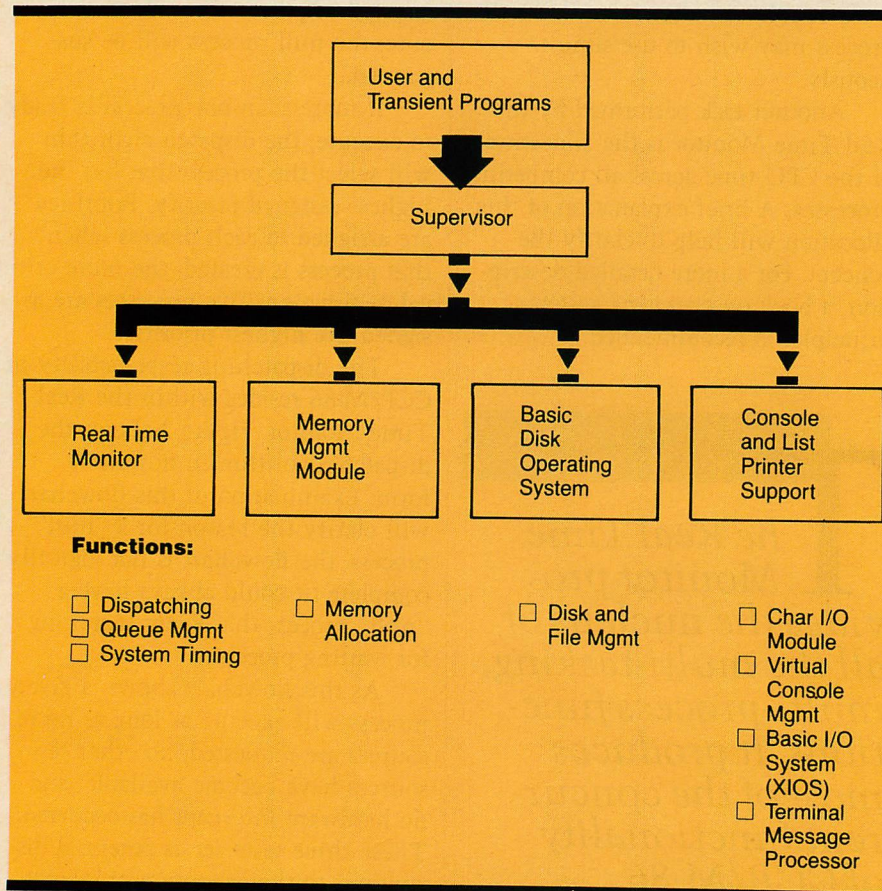 User and
Transient Programs
Supervisor
Real Time
Monitor
Memory
Mgmt
Module
Basic
Disk
Operating
System
Console
and List
Printer
Support
Functions:
☐ Dispatching
☐ Queue Mgmt
☐ System Timing
☐ Memory
Allocation
☐ Disk and
File Mgmt
☐ Char I/O
Module
☐ Virtual
Console
Mgmt
☐ Basic I/O
System
(XIOS)
☐ Terminal
Message
Processor